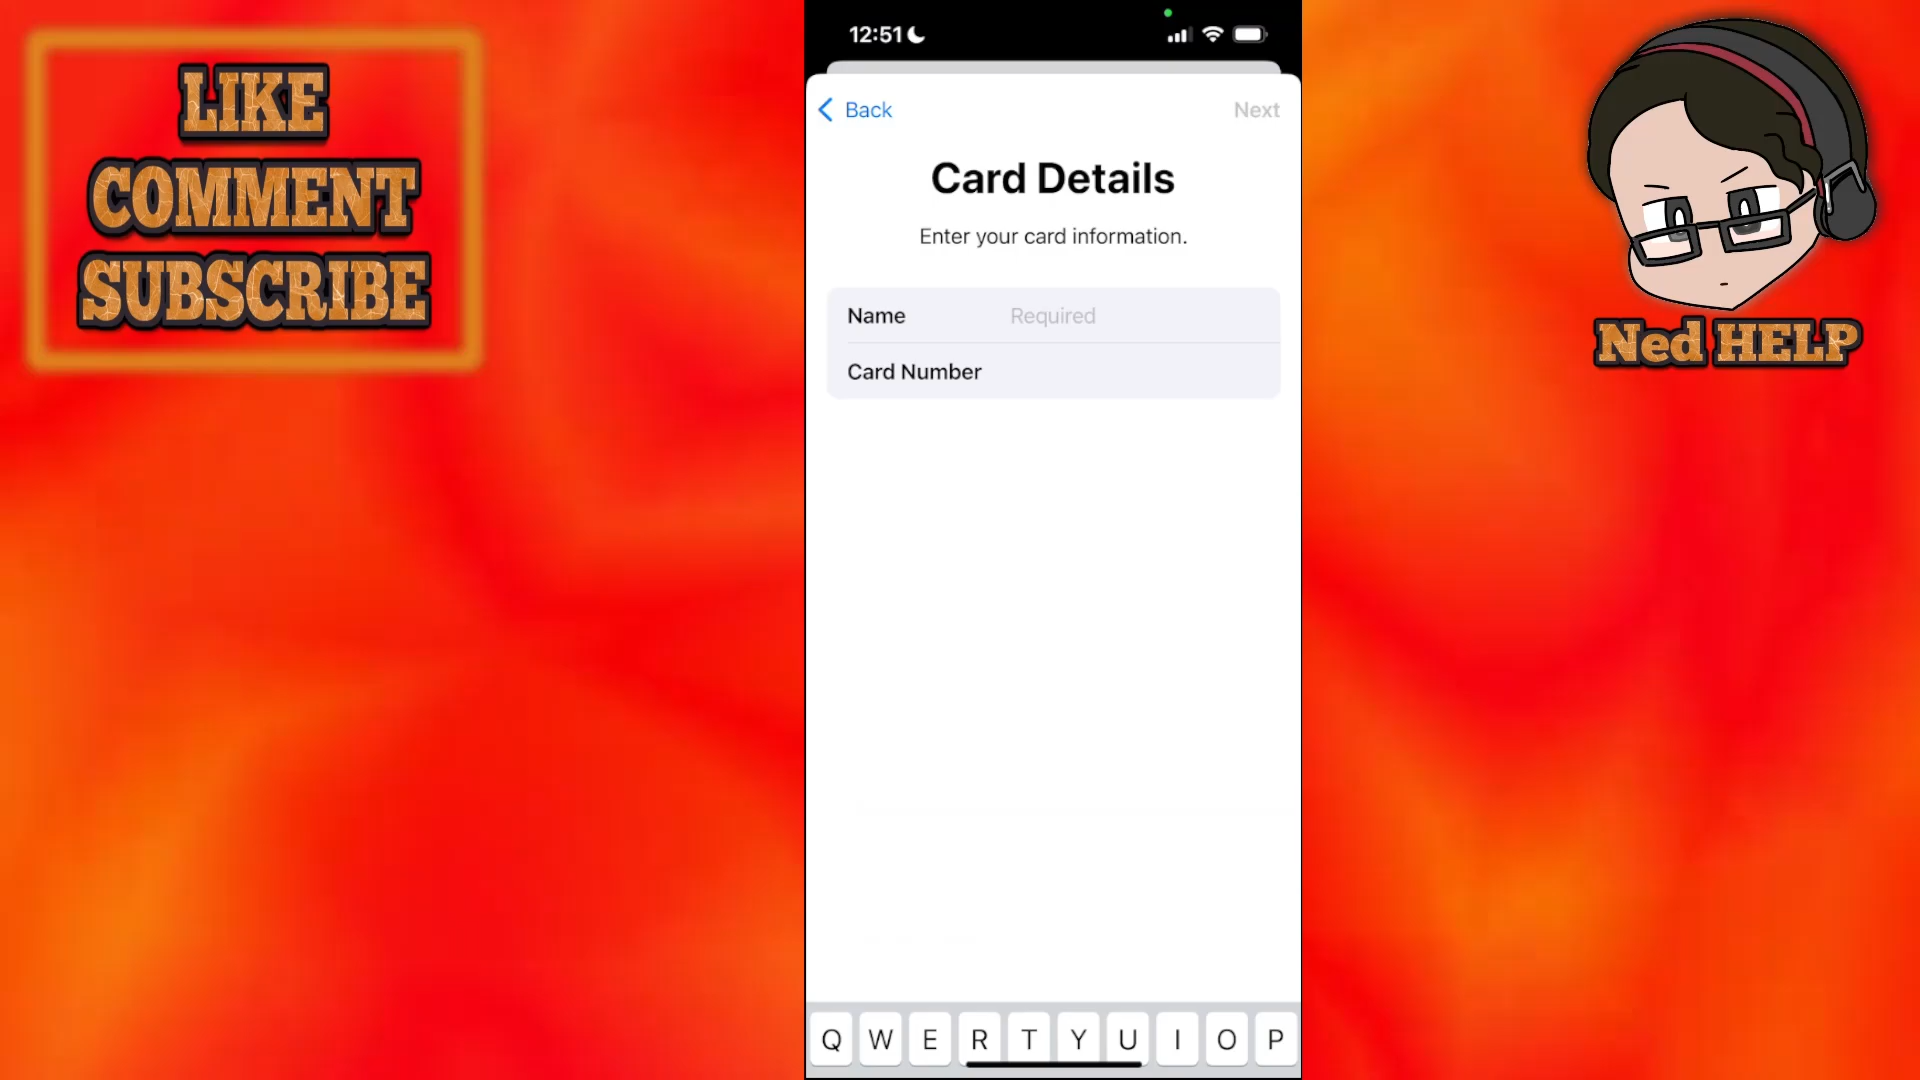 LIKE
COMMENT
SUBSCRIBE
12:51
Back
Next
Card Details
Enter your card information.
Name Required
Card Number
Q W E R T Y U I O P
Ned HELP